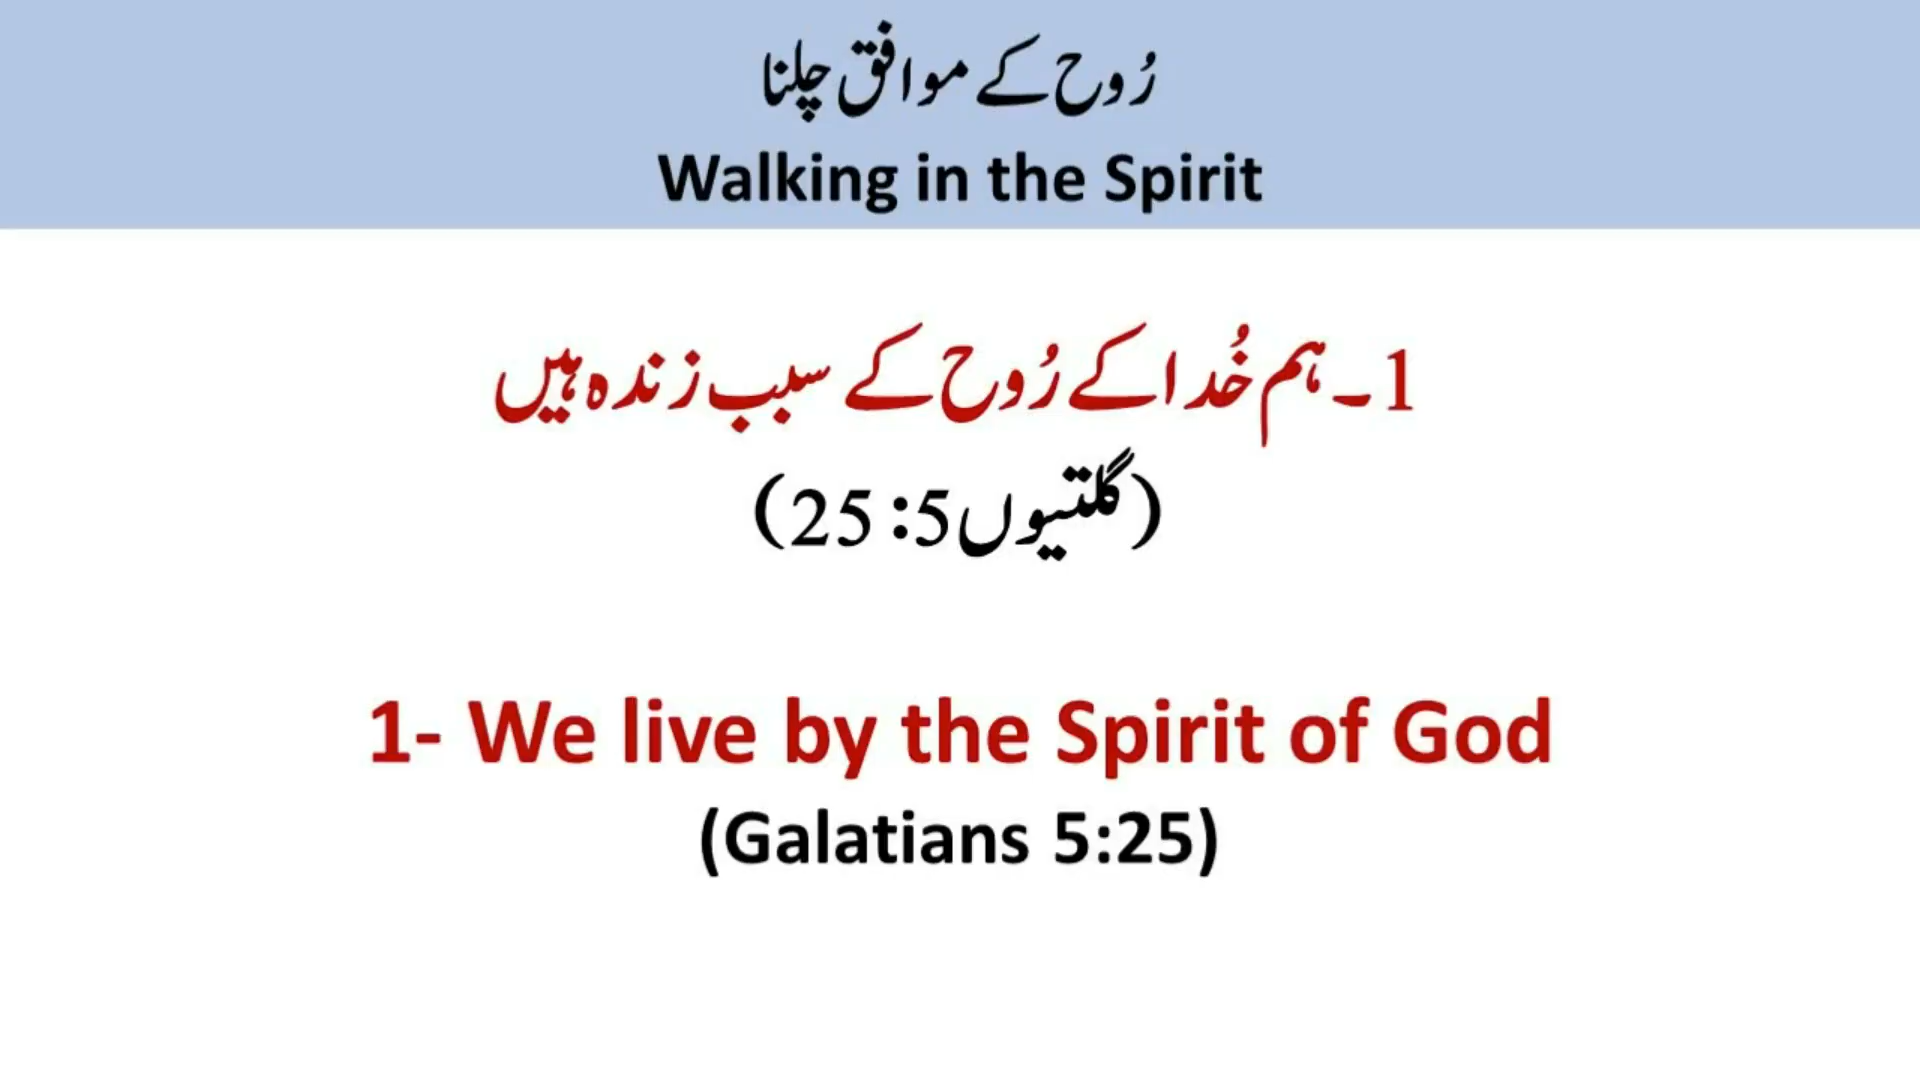 رُوح کے موافق چلنا
Walking in the Spirit
1۔ ہم خُدا کے رُوح کے سبب زندہ ہیں
(گلتیوں 5: 25)
1- We live by the Spirit of God
(Galatians 5:25)